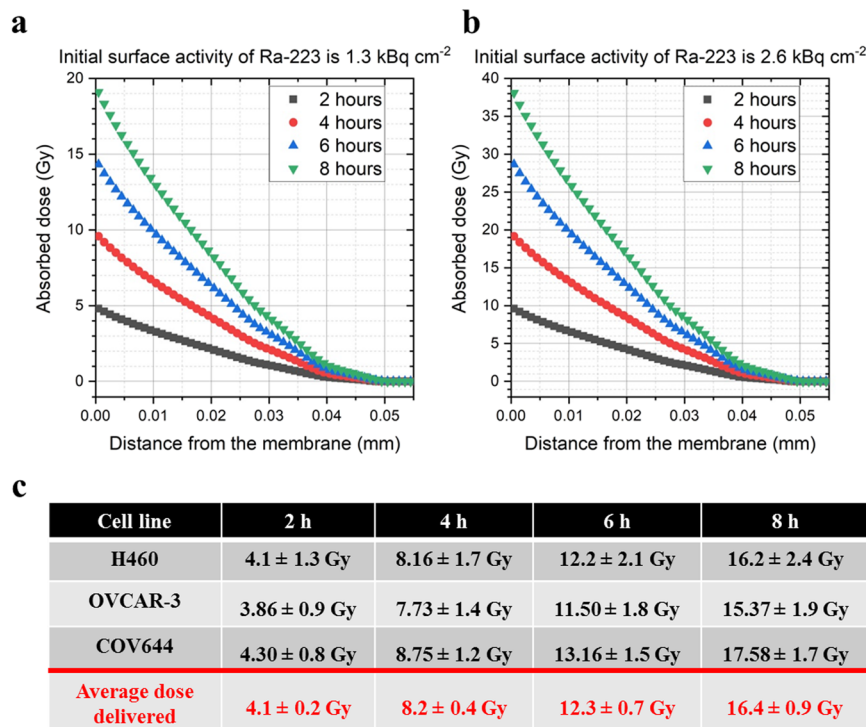 a
Initial surface activity of Ra-223 is 1.3 kBq cm⁻²
20
15
10
5
0
Absorbed dose (Gy)
2 hours
4 hours
6 hours
8 hours
0.00 0.01 0.02 0.03 0.04 0.05
Distance from the membrane (mm)
b
Initial surface activity of Ra-223 is 2.6 kBq cm⁻²
40
35
30
25
20
15
10
5
0
Absorbed dose (Gy)
2 hours
4 hours
6 hours
8 hours
0.00 0.01 0.02 0.03 0.04 0.05
Distance from the membrane (mm)
c
Cell line 2 h 4 h 6 h 8 h
H460 4.1 ± 1.3 Gy 8.16 ± 1.7 Gy 12.2 ± 2.1 Gy 16.2 ± 2.4 Gy
OVCAR-3 3.86 ± 0.9 Gy 7.73 ± 1.4 Gy 11.50 ± 1.8 Gy 15.37 ± 1.9 Gy
COV644 4.30 ± 0.8 Gy 8.75 ± 1.2 Gy 13.16 ± 1.5 Gy 17.58 ± 1.7 Gy
Average dose
delivered 4.1 ± 0.2 Gy 8.2 ± 0.4 Gy 12.3 ± 0.7 Gy 16.4 ± 0.9 Gy